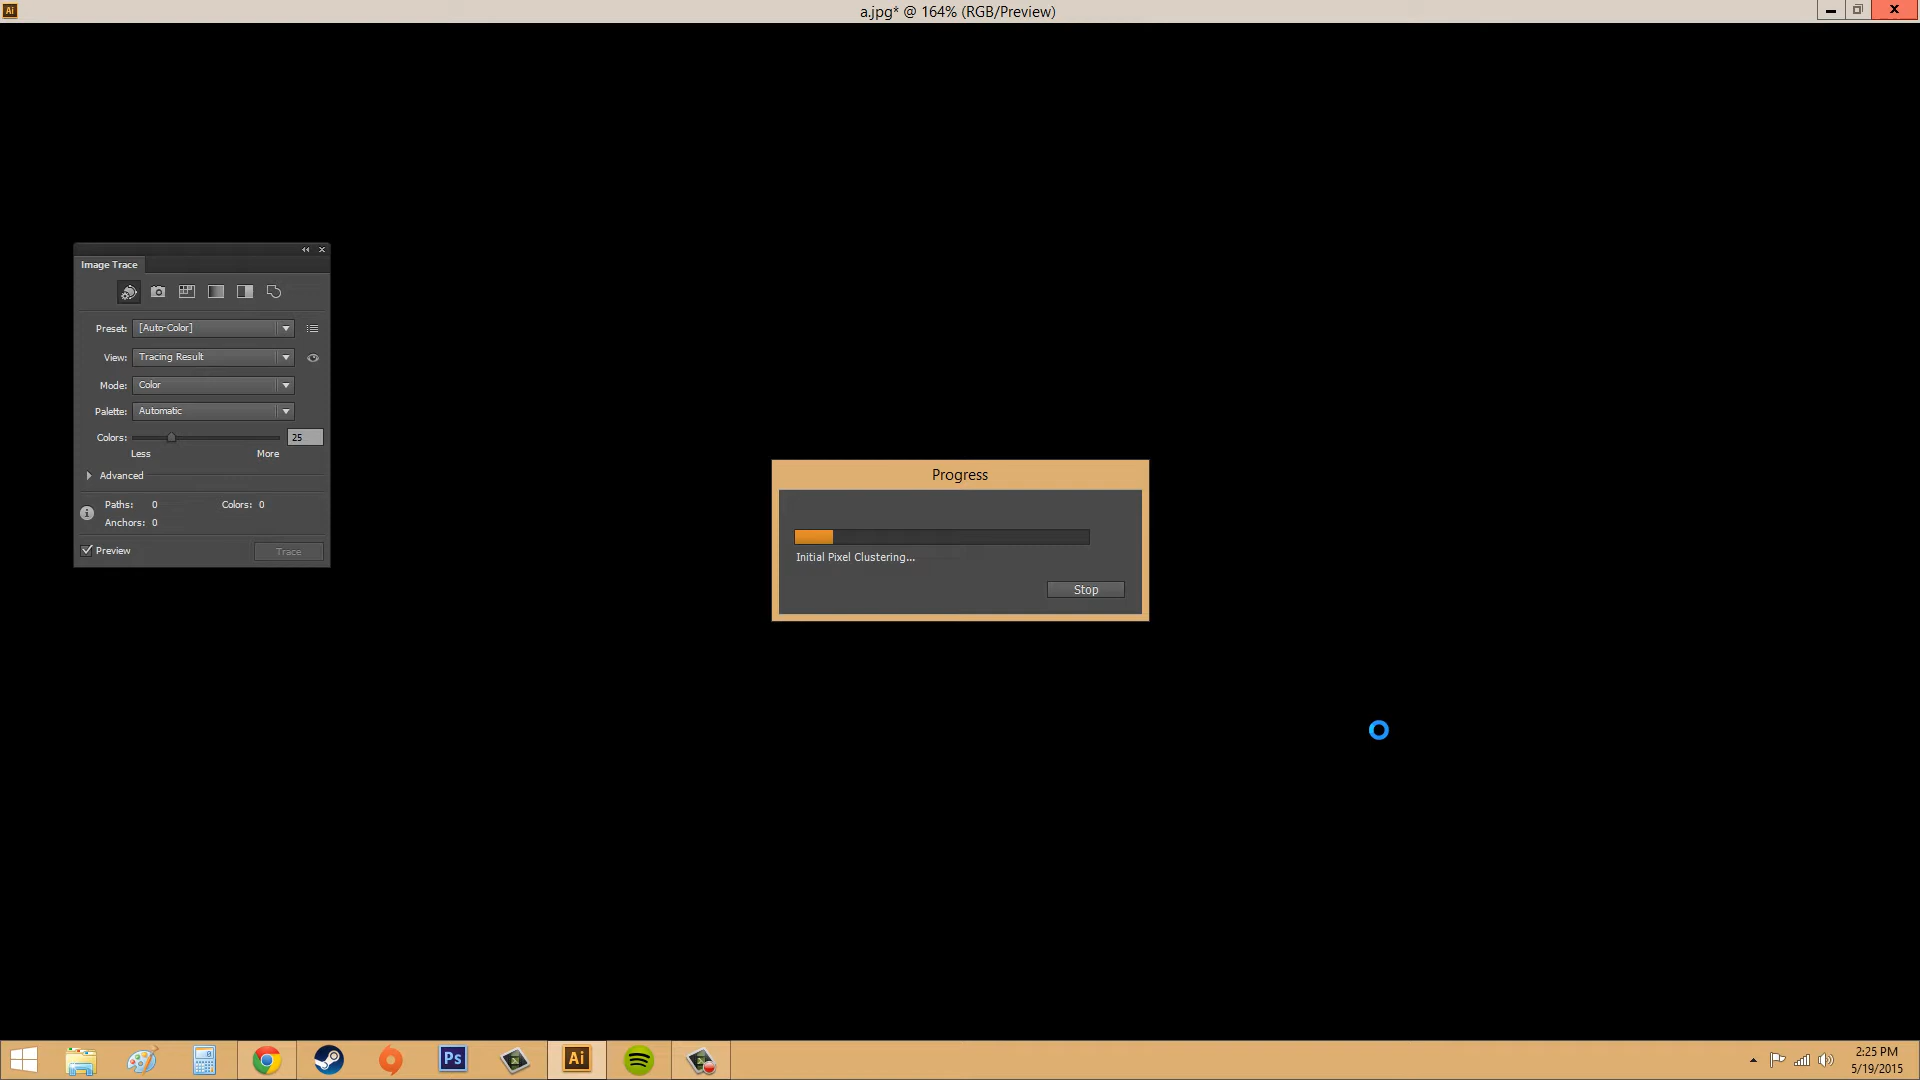 Ai
a.jpg* @ 164% (RGB/Preview)
Image Trace
Preset: [Auto-Color]
View: Tracing Result
Mode: Color
Palette: Automatic
Colors: 25
Less More
Advanced
Paths: 0 Colors: 0
Anchors: 0
Preview Trace
Progress
Initial Pixel Clustering...
Stop
Ps
Ai
2:25 PM
5/19/2015